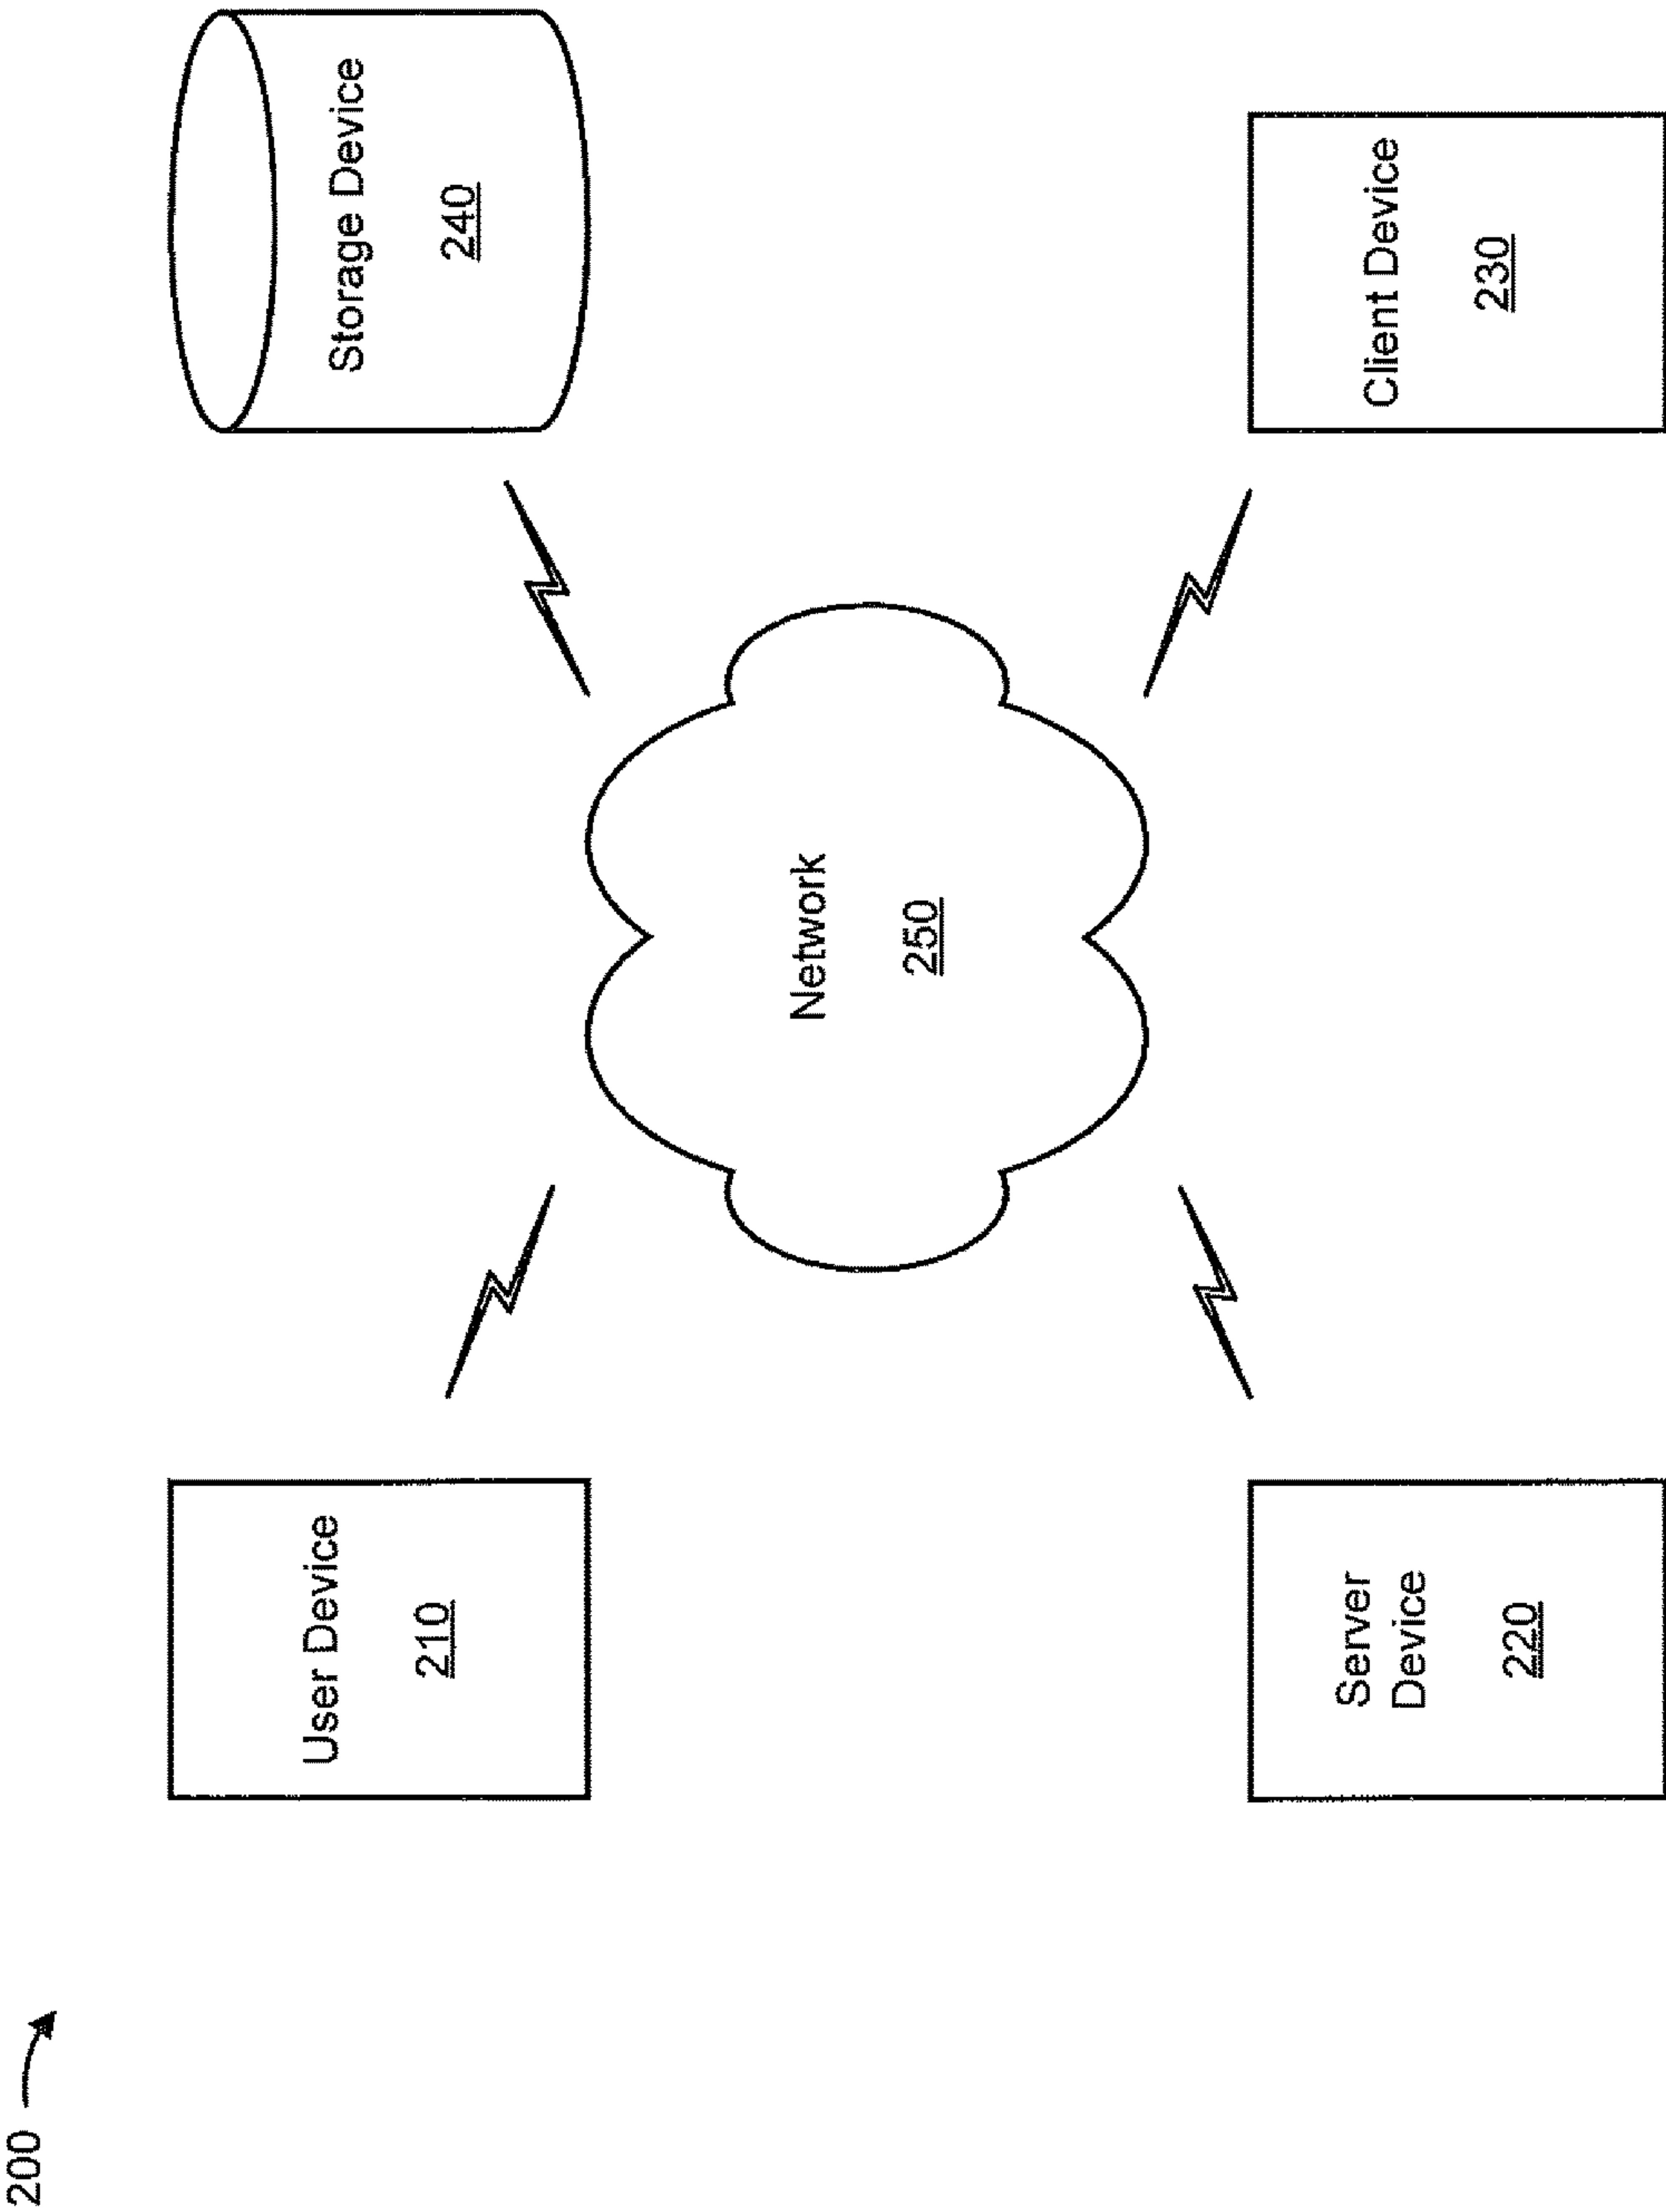 200
User Device
210
Storage Device
240
Network
250
Server
Device
220
Client Device
230